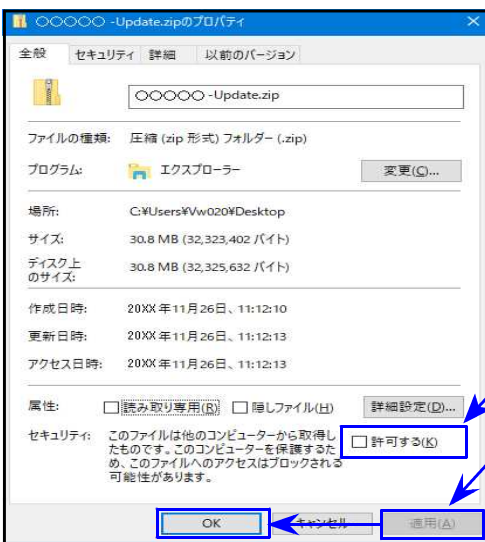 ○○○○○ -Update.zipのプロパティ
全般 セキュリティ 詳細 以前のバージョン
○○○○○ -Update.zip
ファイルの種類: 圧縮 (zip 形式) フォルダー (.zip)
プログラム: エクスプローラー 変更(C)...
場所: C:¥Users¥Vw020¥Desktop
サイズ: 30.8 MB (32,323,402 バイト)
ディスク上
のサイズ: 30.8 MB (32,325,632 バイト)
作成日時: 20XX 年 11月 26日、11:12:10
更新日時: 20XX 年 11月 26日、11:12:13
アクセス日時: 20XX 年 11月 26日、11:12:13
属性: 読み取り専用(R) 隠しファイル(H) 詳細設定(D)...
セキュリティ: このファイルは他のコンピューターから取得し
たものです。このコンピューターを保護するた 許可する(K)
め、このファイルへのアクセスはブロックされる
可能性があります。
OK キャンセル 適用(A)